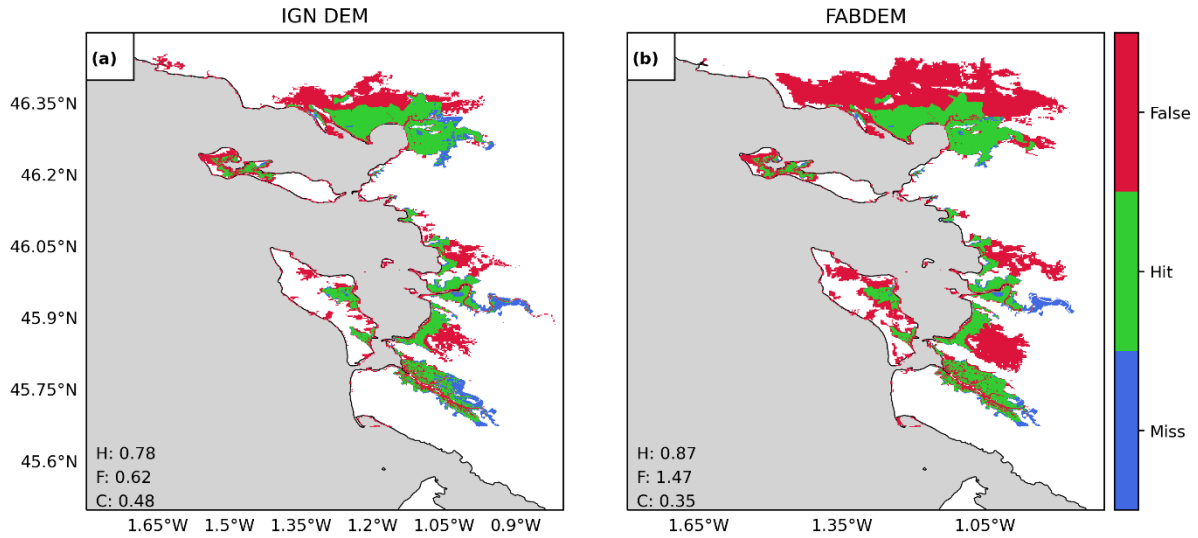 IGN DEM
FABDEM
(a)
(b)
46.35°N
46.2°N
46.05°N
45.9°N
45.75°N
45.6°N
H: 0.78
F: 0.62
C: 0.48
H: 0.87
F: 1.47
C: 0.35
1.65°W 1.5°W 1.35°W 1.2°W 1.05°W 0.9°W
1.65°W 1.35°W 1.05°W
False
Hit
Miss